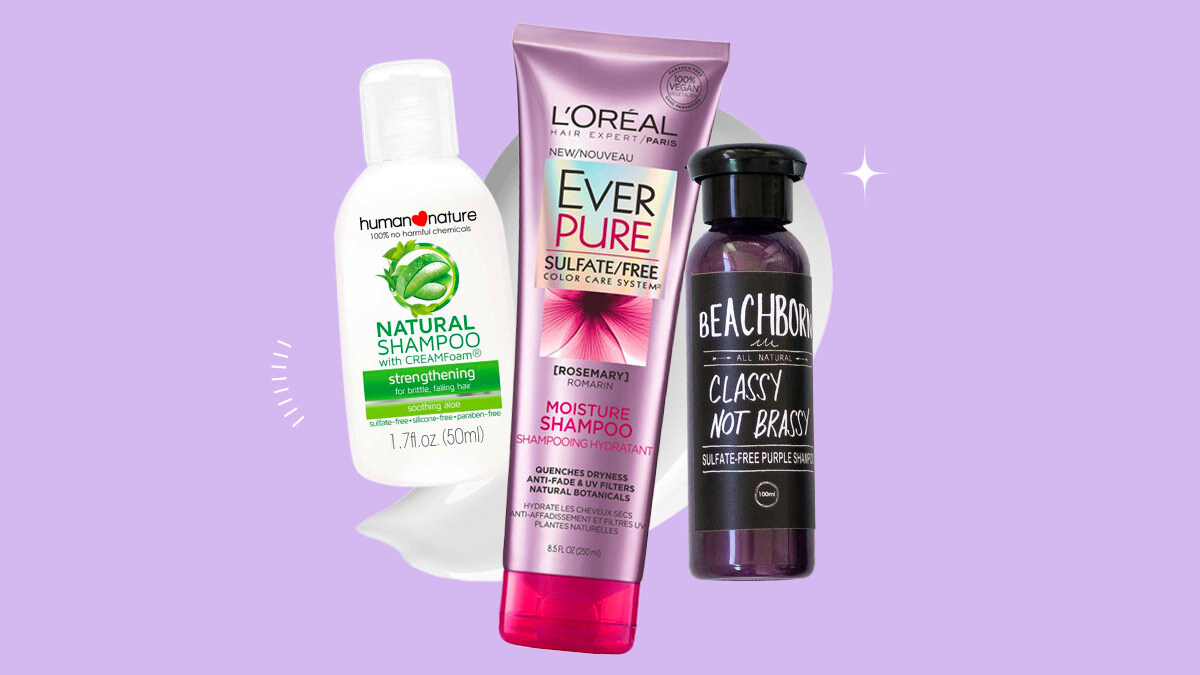 human nature
100% no harmful chemicals
NATURAL
SHAMPOO
with CREAMFoam®
strengthening
for brittle, falling hair
soothing aloe
sulfate-free • silicone-free • paraben-free
1.7fl.oz. (50ml)
100%
VEGAN
L'ORÉAL
HAIR EXPERT / PARIS
NEW/NOUVEAU
EVER
PURE
SULFATE/FREE
COLOR CARE SYSTEM
[ROSEMARY]
ROMARIN
MOISTURE
SHAMPOO
SHAMPOOING HYDRATANT
QUENCHES DRYNESS
ANTI-FADE & UV FILTERS
NATURAL BOTANICALS
HYDRATE LES CHEVEUX SECS
ANTI-AFFADISSEMENT ET FILTRES UV
PLANTES NATURELLES
8.5 FL OZ (250 ml)
BEACHBORN
ALL NATURAL
CLASSY
NOT BRASSY
SULFATE-FREE PURPLE SHAMPO
100ml